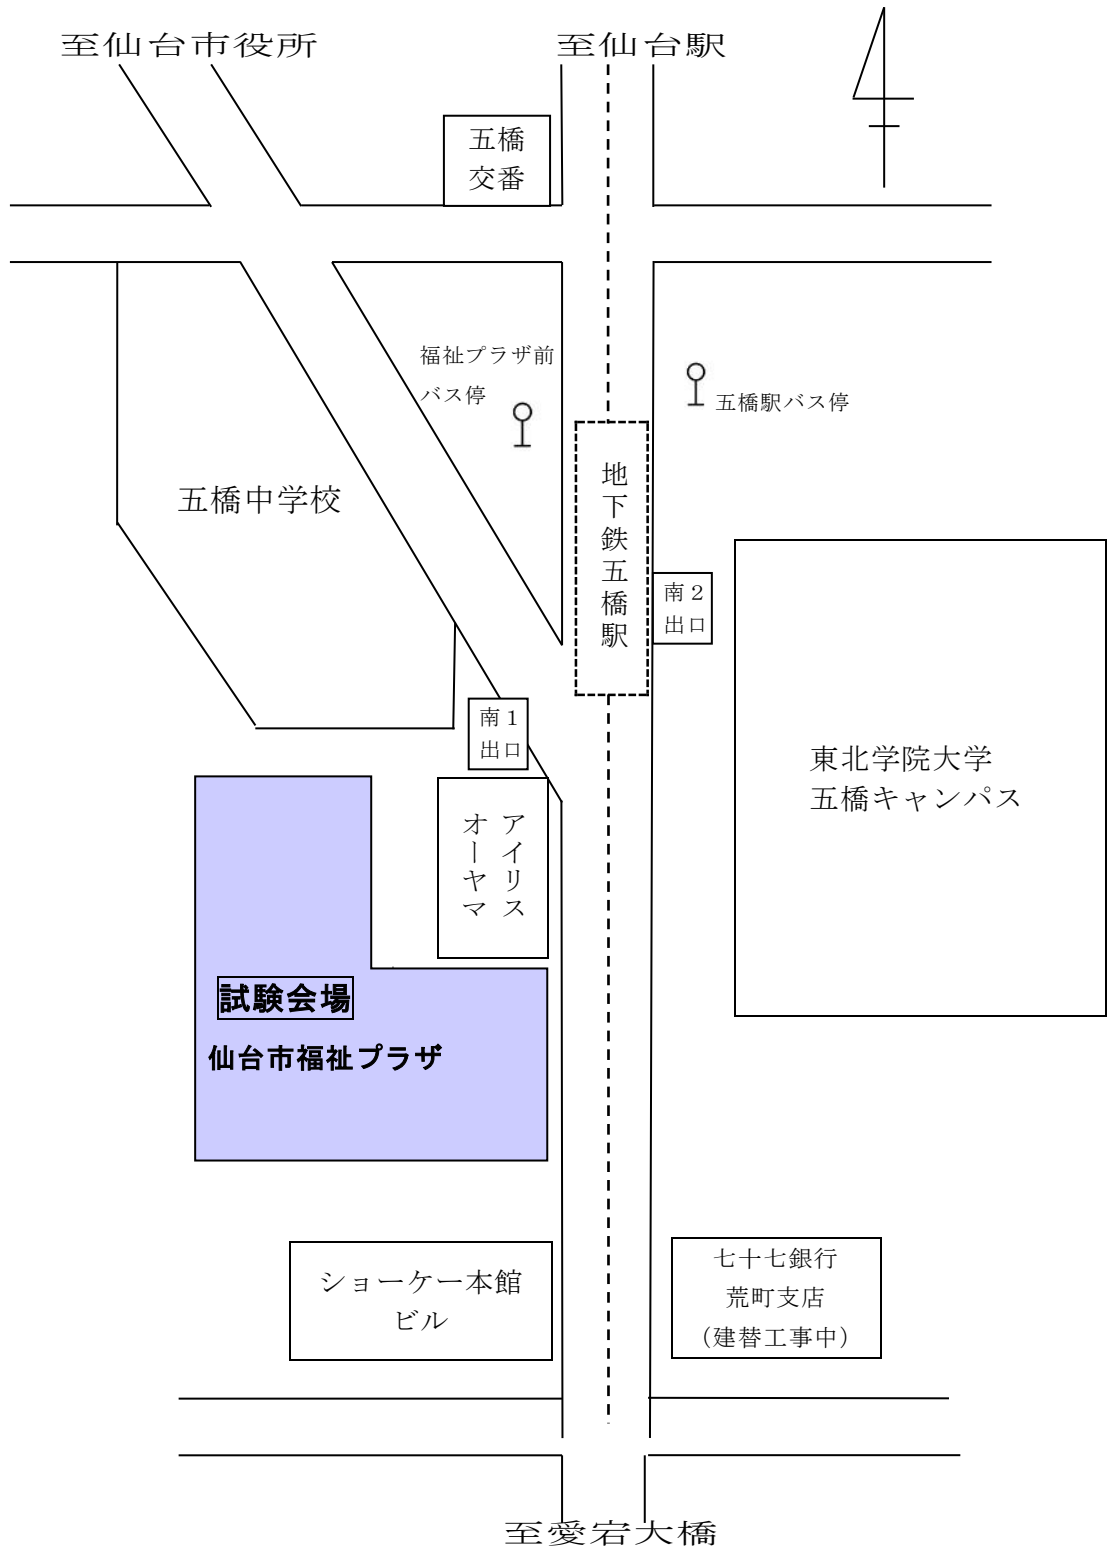 至仙台市役所
至仙台駅
五橋
交番
福祉プラザ前
バス停
五橋駅バス停
五橋中学校
地下鉄五橋駅
南２
出口
南１
出口
東北学院大学
五橋キャンパス
アイリス
オーヤマ
試験会場
仙台市福祉プラザ
ショーケー本館
ビル
七十七銀行
荒町支店
（建替工事中）
至愛宕大橋